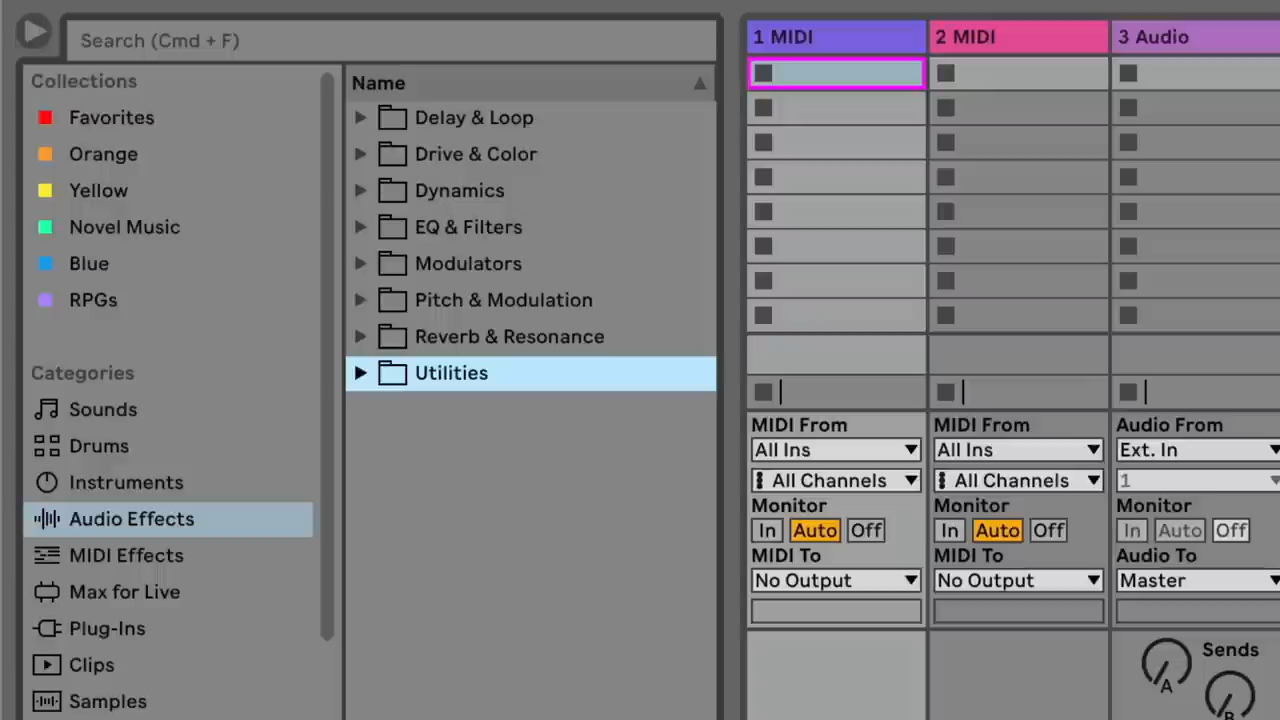 Search (Cmd + F)
Collections
Favorites
Orange
Yellow
Novel Music
Blue
RPGs
Categories
Sounds
Drums
Instruments
Audio Effects
MIDI Effects
Max for Live
Plug-Ins
Clips
Samples
Name
Delay & Loop
Drive & Color
Dynamics
EQ & Filters
Modulators
Pitch & Modulation
Reverb & Resonance
Utilities
1 MIDI
MIDI From
All Ins
All Channels
Monitor
In Auto Off
MIDI To
No Output
2 MIDI
MIDI From
All Ins
All Channels
Monitor
In Auto Off
MIDI To
No Output
3 Audio
Audio From
Ext. In
1
Monitor
In Auto Off
Audio To
Master
Sends
A
B